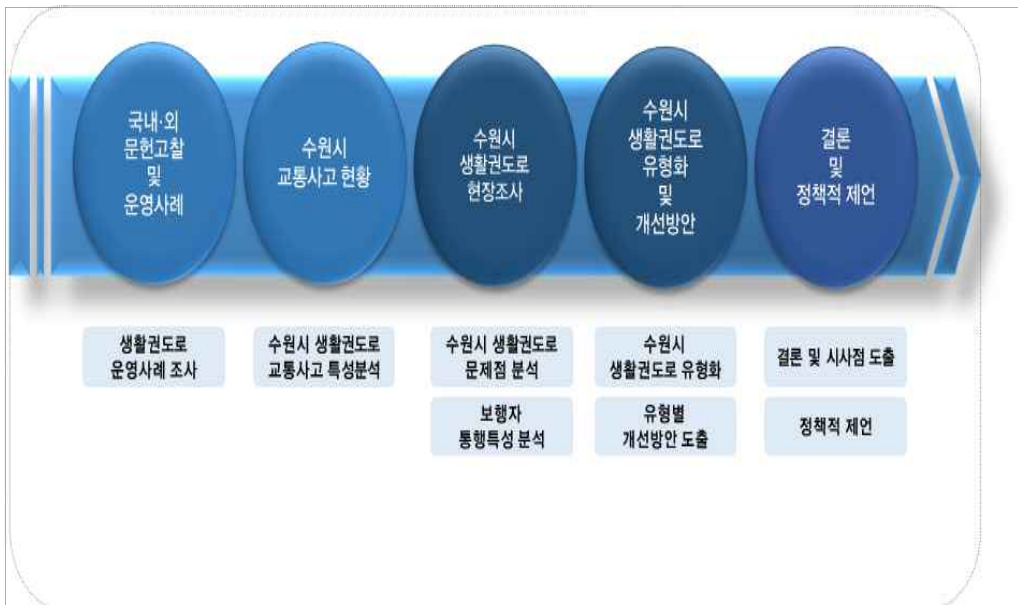 국내·외
문헌고찰
및
운영사례
수원시
교통사고 현황
수원시
생활권도로
현장조사
수원시
생활권도로
유형화
및
개선방안
결론
및
정책적 제언
생활권도로
운영사례 조사
수원시 생활권도로
교통사고 특성분석
수원시 생활권도로
문제점 분석
보행자
통행특성 분석
수원시
생활권도로 유형화
유형별
개선방안 도출
결론 및 시사점 도출
정책적 제언